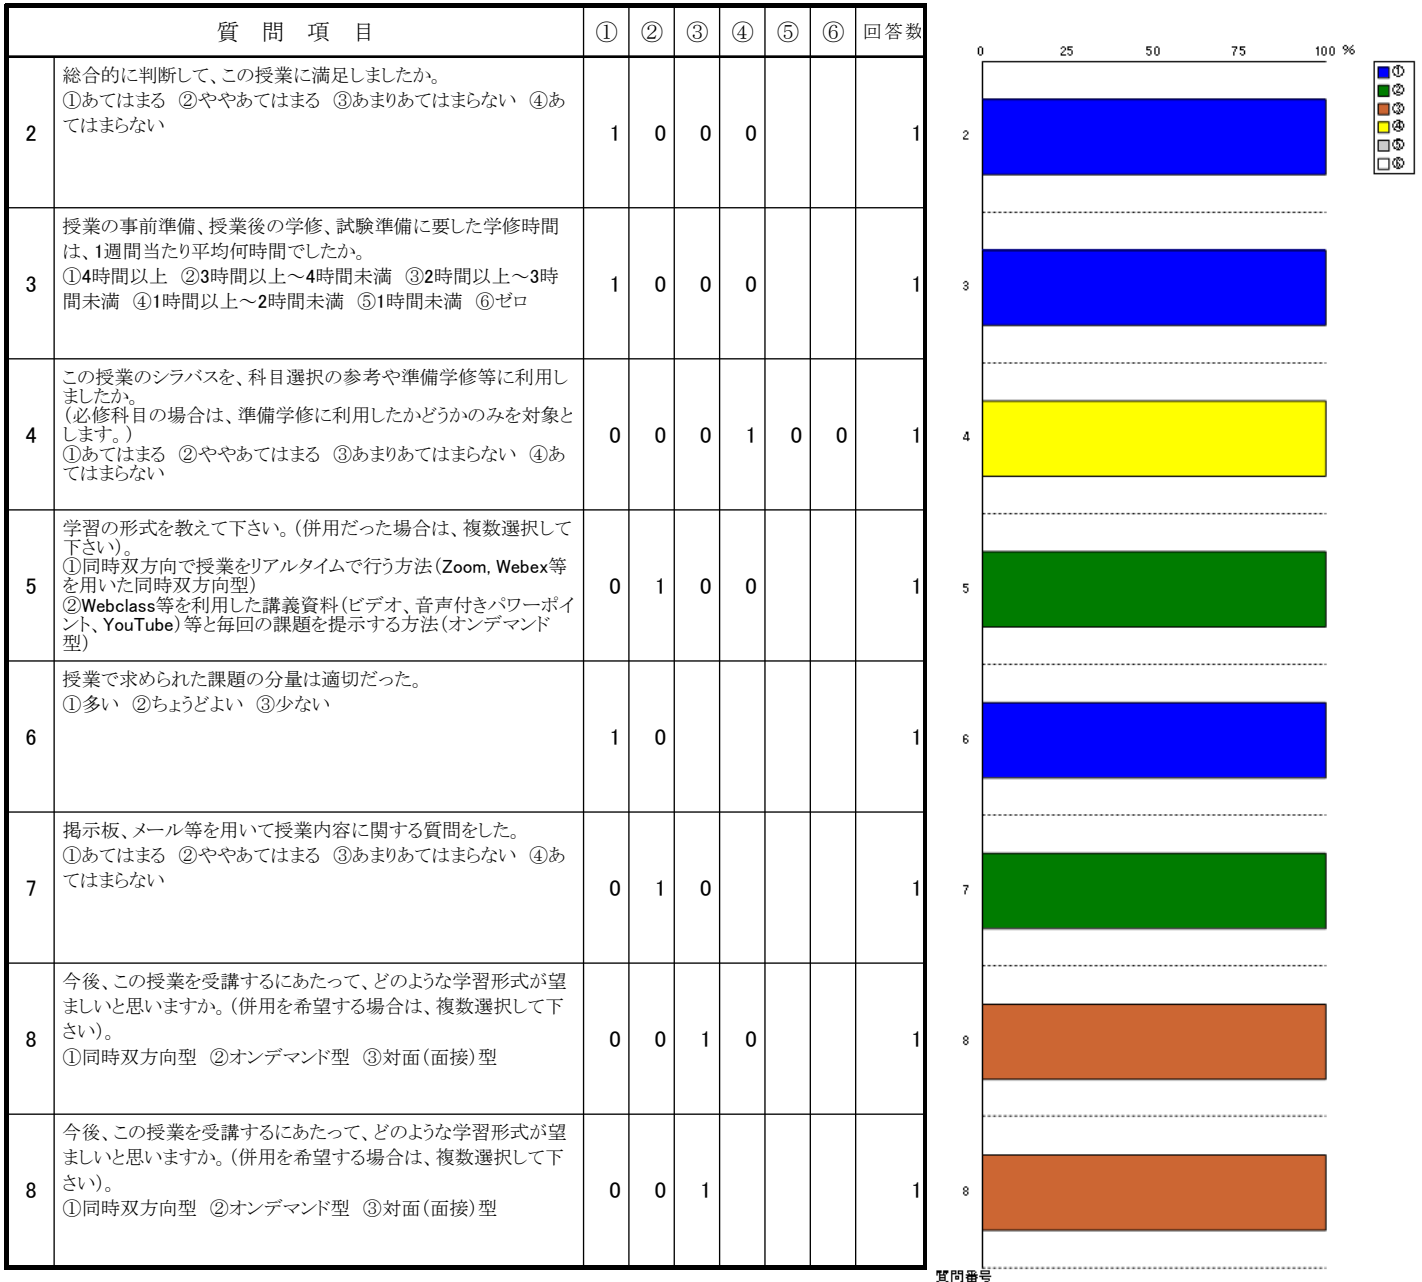 質 問 項 目 ① ② ③ ④ ⑤ ⑥ 回答数
2
総合的に判断して、この授業に満足しましたか。
①あてはまる ②ややあてはまる ③あまりあてはまらない ④あ
てはまらない
1 0 0 0 1
3
授業の事前準備、授業後の学修、試験準備に要した学修時間
は、1週間当たり平均何時間でしたか。
①4時間以上 ②3時間以上～4時間未満 ③2時間以上～3時
間未満 ④1時間以上～2時間未満 ⑤1時間未満 ⑥ゼロ
1 0 0 0 1
4
この授業のシラバスを、科目選択の参考や準備学修等に利用し
ましたか。
(必修科目の場合は、準備学修に利用したかどうかのみを対象と
します。)
①あてはまる ②ややあてはまる ③あまりあてはまらない ④あ
てはまらない
0 0 0 1 0 0 1
5
学習の形式を教えて下さい。(併用だった場合は、複数選択して
下さい)。
①同時双方向で授業をリアルタイムで行う方法(Zoom, Webex等
を用いた同時双方向型)
②Webclass等を利用した講義資料(ビデオ、音声付きパワーポイ
ント、YouTube)等と毎回の課題を提示する方法(オンデマンド
型)
0 1 0 0 1
6
授業で求められた課題の分量は適切だった。
①多い ②ちょうどよい ③少ない
1 0 1
7
掲示板、メール等を用いて授業内容に関する質問をした。
①あてはまる ②ややあてはまる ③あまりあてはまらない ④あ
てはまらない
0 1 0 1
8
今後、この授業を受講するにあたって、どのような学習形式が望
ましいと思いますか。(併用を希望する場合は、複数選択して下
さい)。
①同時双方向型 ②オンデマンド型 ③対面(面接)型
0 0 1 0 1
8
今後、この授業を受講するにあたって、どのような学習形式が望
ましいと思いますか。(併用を希望する場合は、複数選択して下
さい)。
①同時双方向型 ②オンデマンド型 ③対面(面接)型
0 0 1 1
0 25 50 75 100 %
①
②
③
④
⑤
⑥
2
3
4
5
6
7
8
8
質問番号